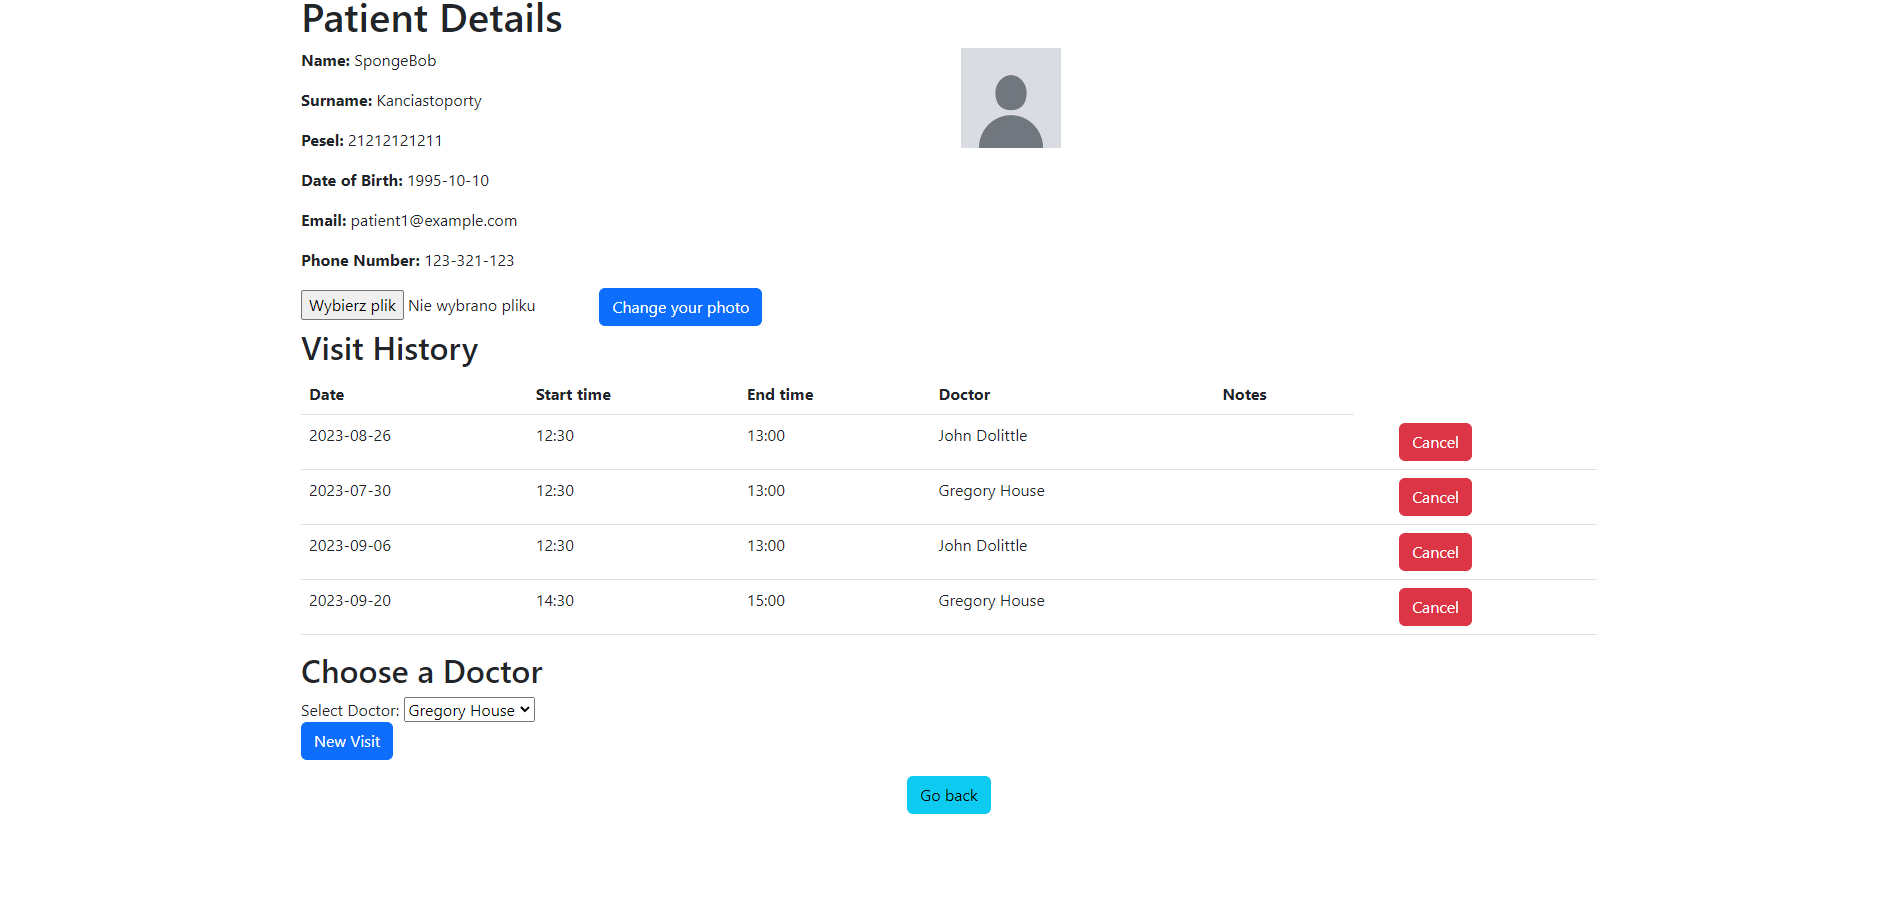 Patient Details
Name: SpongeBob
Surname: Kanciastoporty
Pesel: 21212121211
Date of Birth: 1995-10-10
Email: patient1@example.com
Phone Number: 123-321-123
Wybierz plik Nie wybrano pliku Change your photo
Visit History
Date Start time End time Doctor Notes
2023-08-26 12:30 13:00 John Dolittle Cancel
2023-07-30 12:30 13:00 Gregory House Cancel
2023-09-06 12:30 13:00 John Dolittle Cancel
2023-09-20 14:30 15:00 Gregory House Cancel
Choose a Doctor
Select Doctor: Gregory House
New Visit
Go back